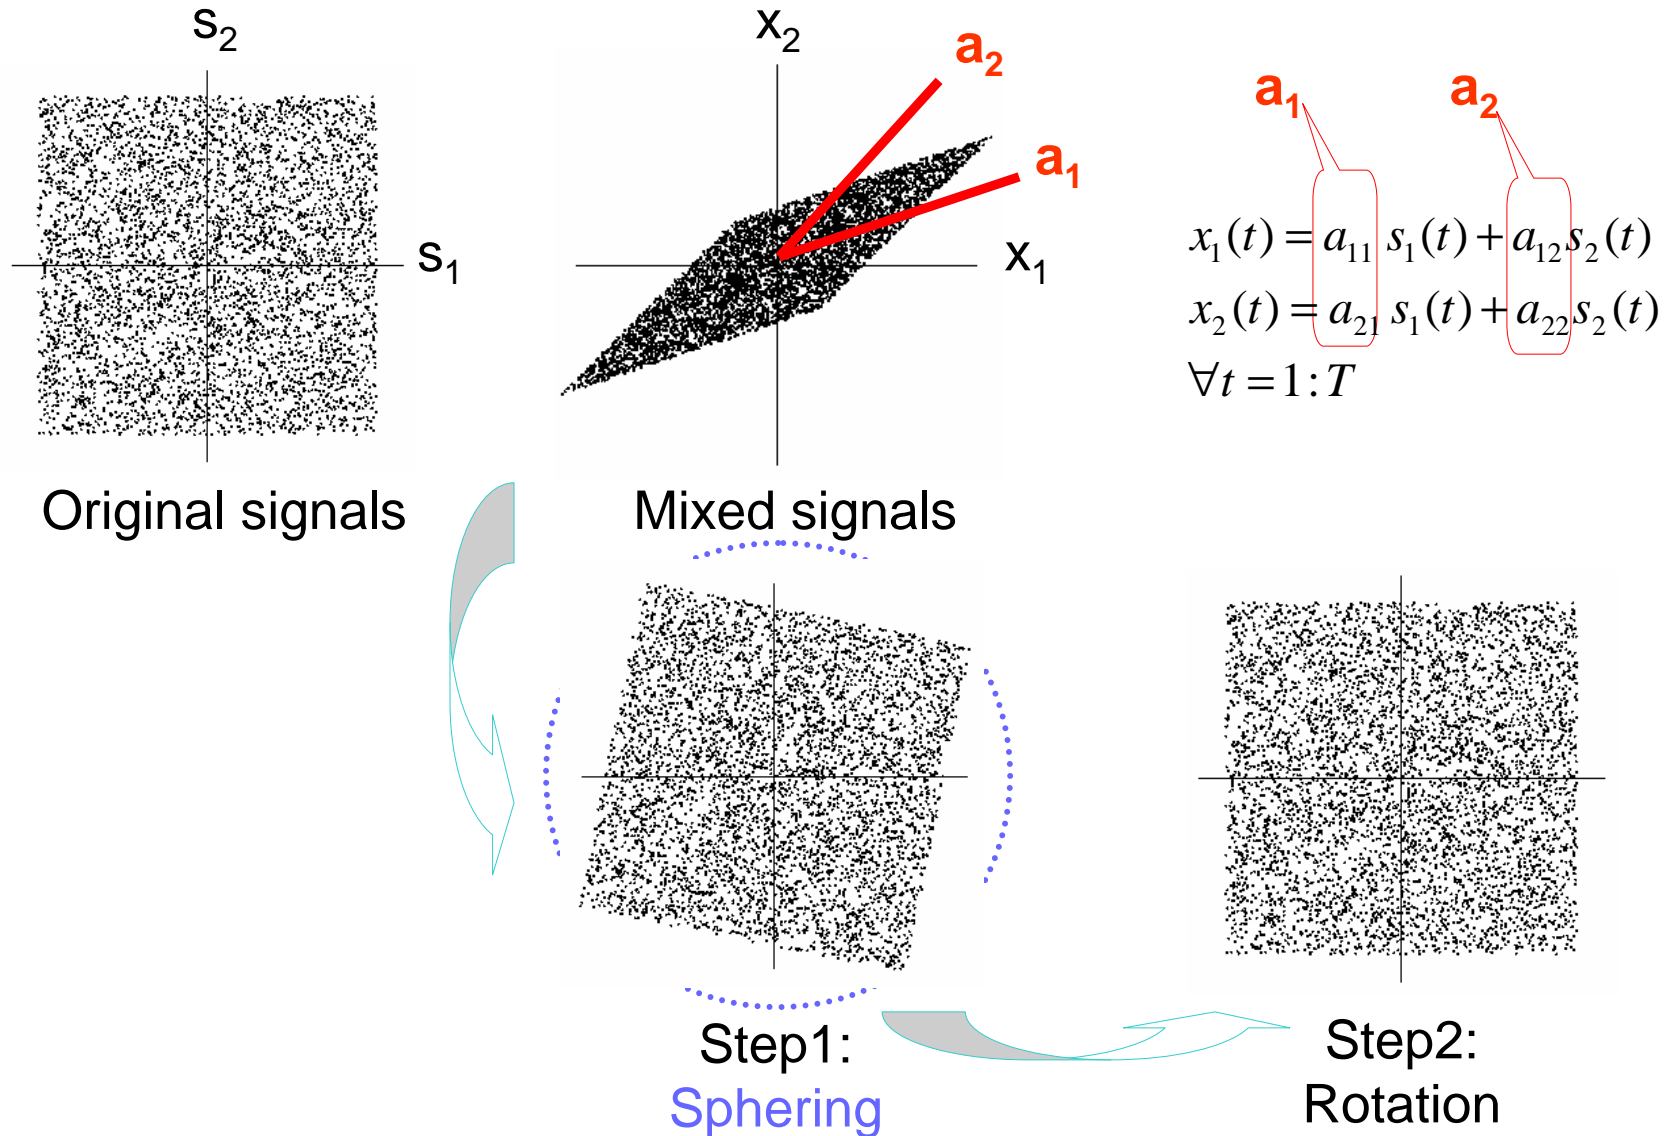 s₂
s₁
Original signals
x₂
a₂
a₁
x₁
Mixed signals
a₁ a₂
x₁(t) = a₁₁ s₁(t) + a₁₂s₂(t)
x₂(t) = a₂₁ s₁(t) + a₂₂s₂(t)
∀t = 1:T
Step1:
Sphering
Step2:
Rotation